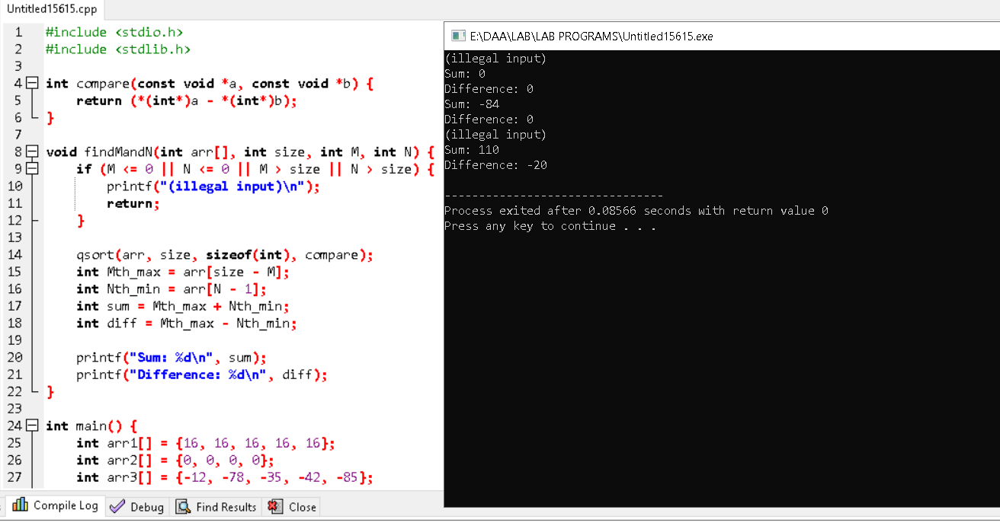 Untitled15615.cpp
1 #include <stdio.h>
2 #include <stdlib.h>
3
4 int compare(const void *a, const void *b) {
5 return (*(int*)a - *(int*)b);
6 }
7
8 void findMandN(int arr[], int size, int M, int N) {
9 if (M <= 0 || N <= 0 || M > size || N > size) {
10 printf("(illegal input)\n");
11 return;
12 }
13
14 qsort(arr, size, sizeof(int), compare);
15 int Mth_max = arr[size - M];
16 int Nth_min = arr[N - 1];
17 int sum = Mth_max + Nth_min;
18 int diff = Mth_max - Nth_min;
19
20 printf("Sum: %d\n", sum);
21 printf("Difference: %d\n", diff);
22 }
23
24 int main() {
25 int arr1[] = {16, 16, 16, 16, 16};
26 int arr2[] = {0, 0, 0, 0};
27 int arr3[] = {-12, -78, -35, -42, -85};
Compile Log Debug Find Results Close
E:\DAA\LAB\LAB PROGRAMS\Untitled15615.exe
(illegal input)
Sum: 0
Difference: 0
Sum: -84
Difference: 0
(illegal input)
Sum: 110
Difference: -20
--------------------------------
Process exited after 0.08566 seconds with return value 0
Press any key to continue . . .